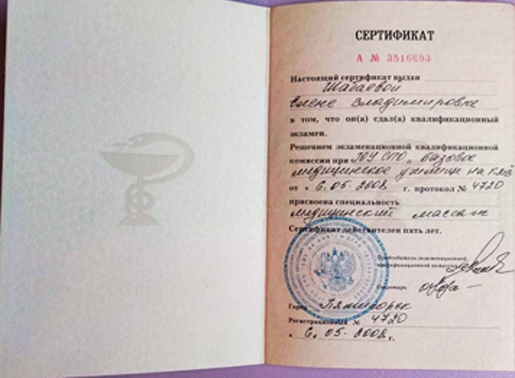 СЕРТИФИКАТ
А № 3516693
Настоящий сертификат выдан
Шабаевой
Елене Владимировне
в том, что он(а) сдал(а) квалификационный
экзамен.
Решением экзаменационной квалификационной
комиссии при ГОУ СПО „базовое
медицинское училище на КМВ
от « 6.05.2008 г. протокол № 4720
присвоена специальность
медицинский массаж
Сертификат действителен пять лет.
Председатель экзаменационной
квалификационной комиссии
Секретарь
Город Пятигорск
Регистрационный № 4720
« 6.05.2008 г.